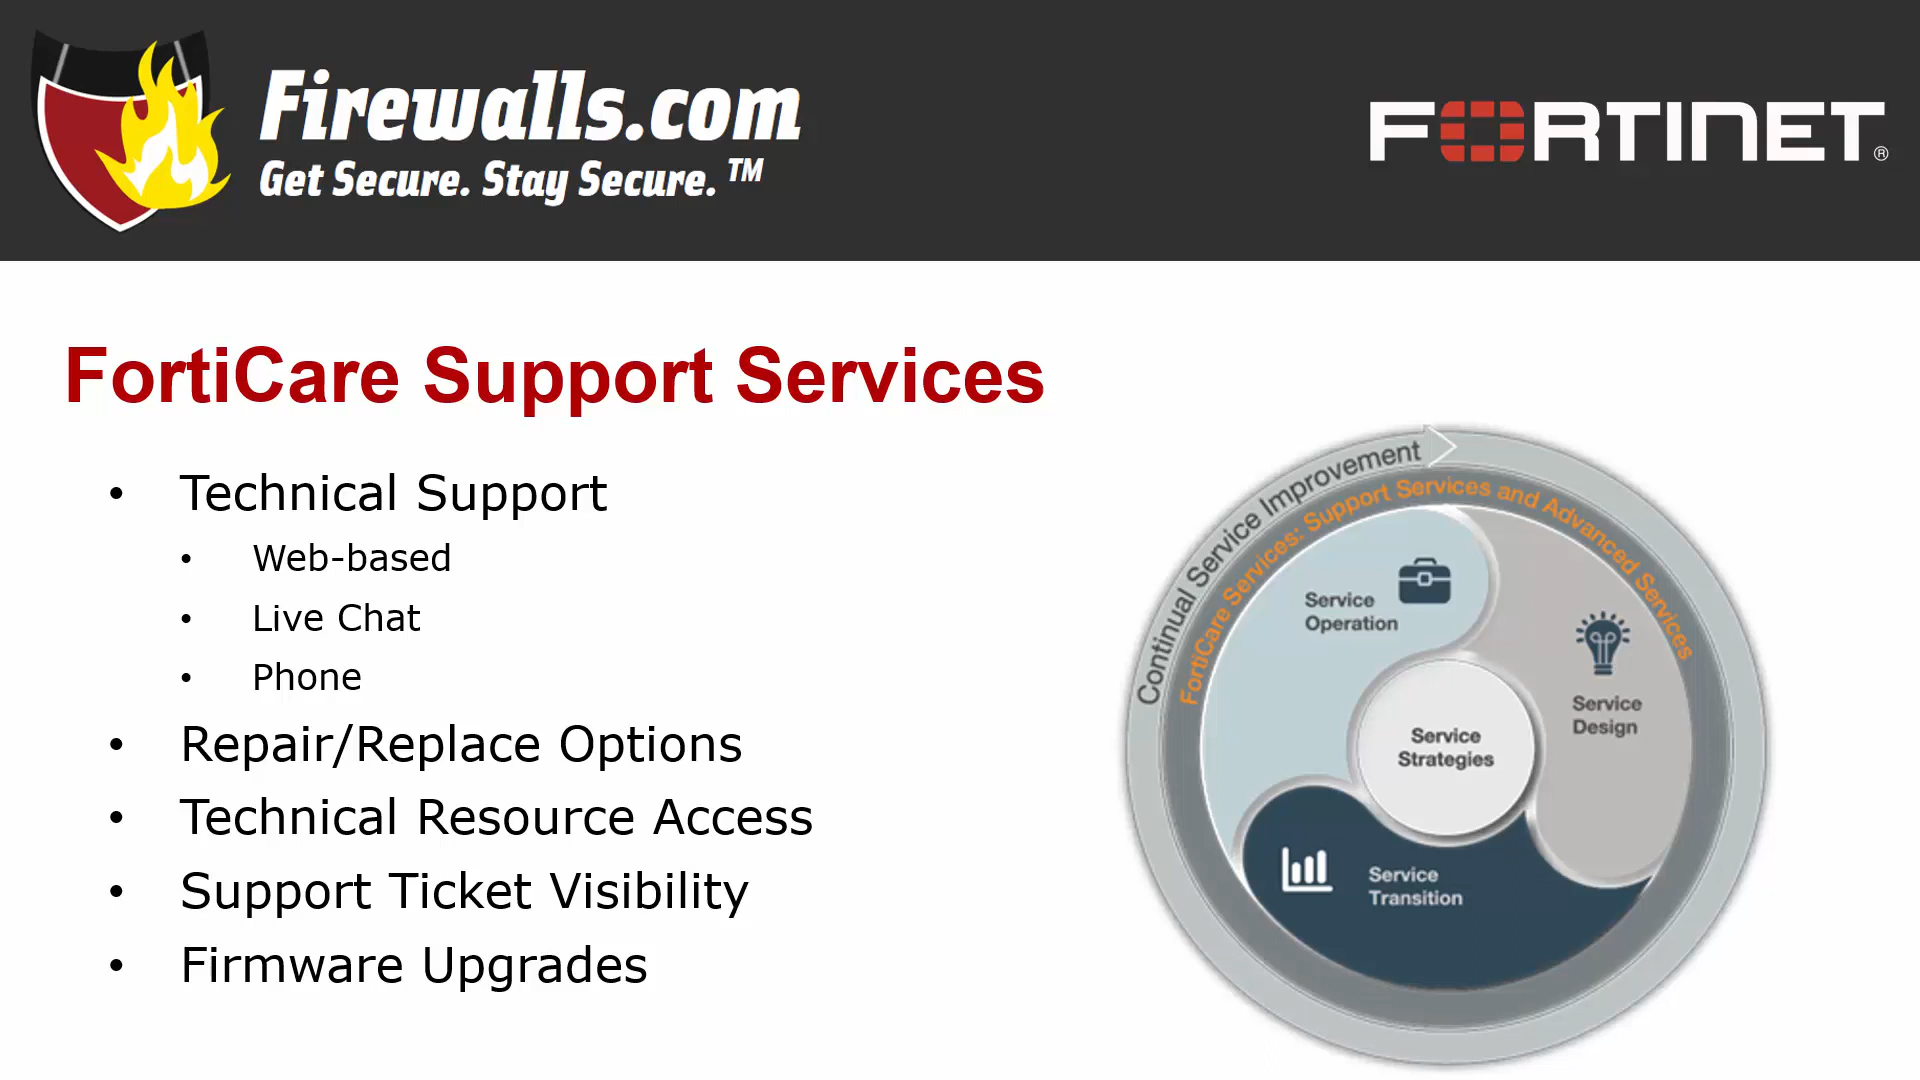 Firewalls.com
Get Secure. Stay Secure.™
FORTINET®
FortiCare Support Services
• Technical Support
• Web-based
• Live Chat
• Phone
• Repair/Replace Options
• Technical Resource Access
• Support Ticket Visibility
• Firmware Upgrades
Continual Service Improvement
FortiCare Services: Support Services and Advanced Services
Service
Operation
Service
Design
Service
Strategies
Service
Transition